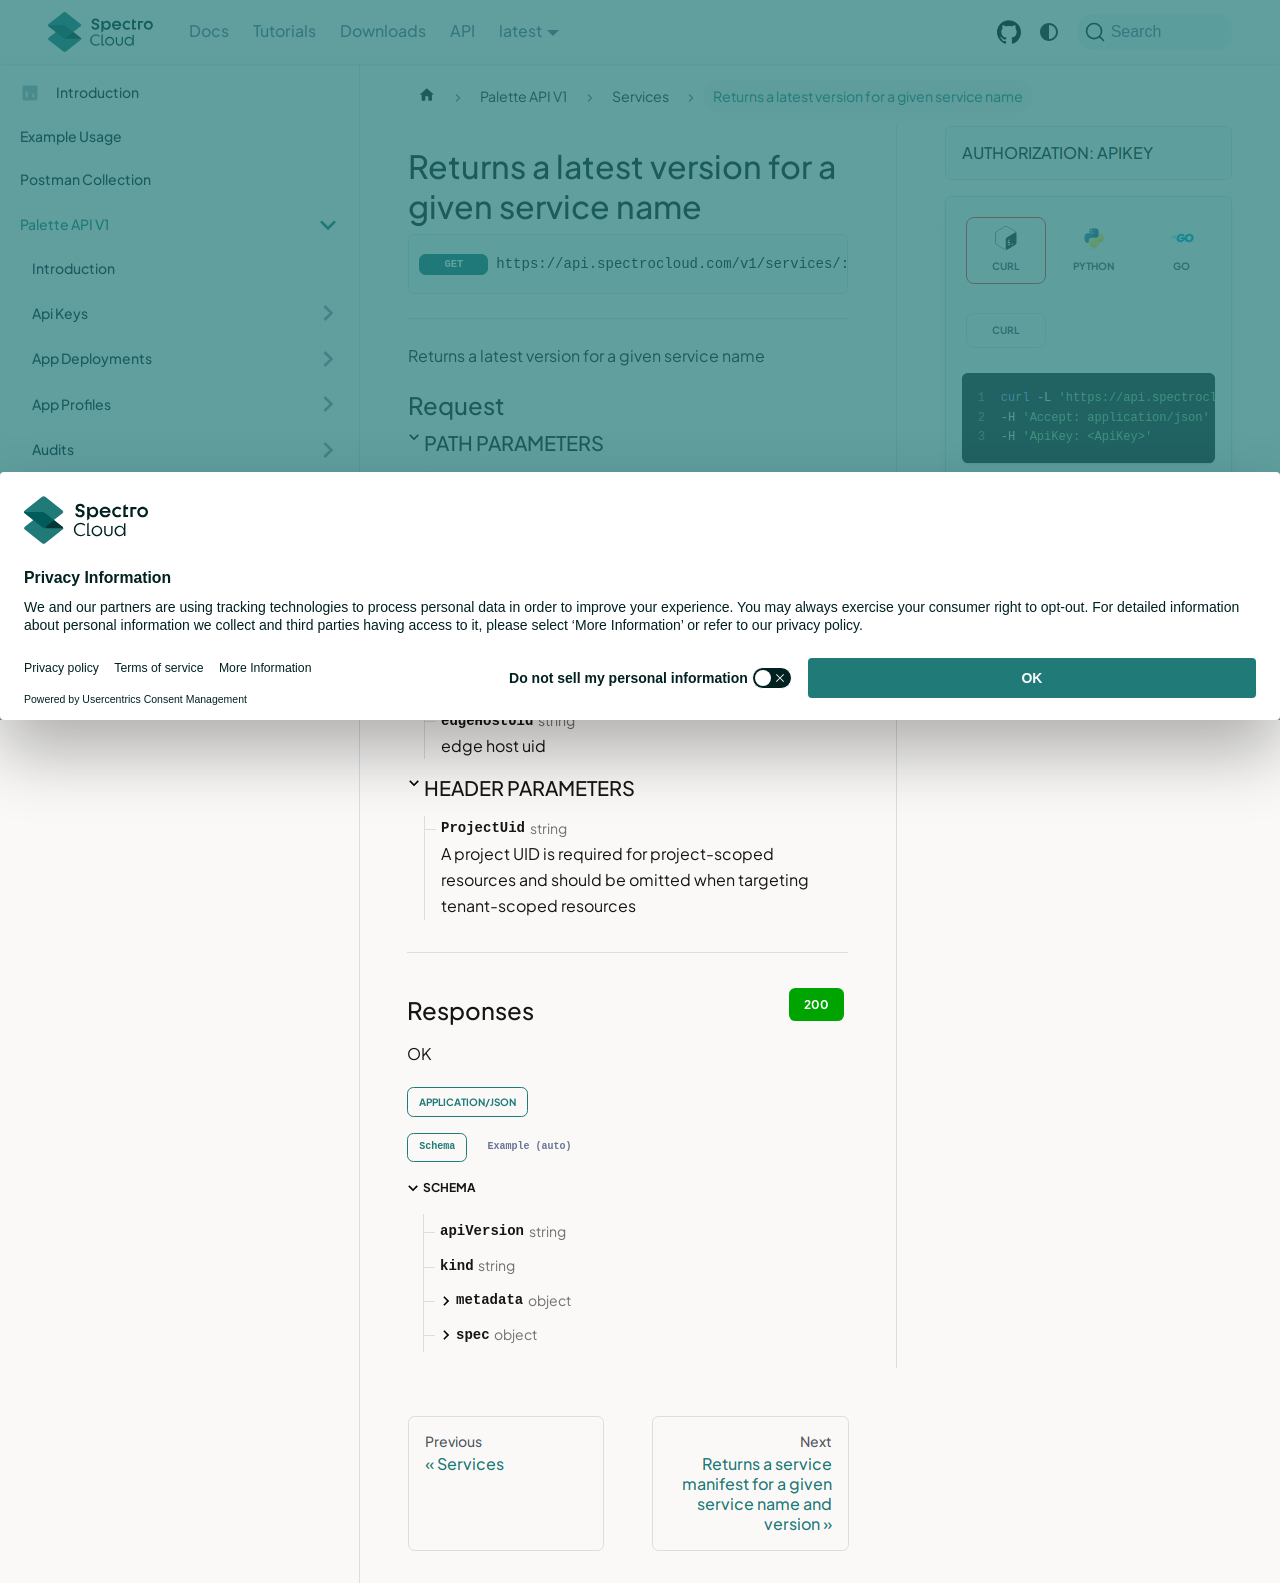 Spectro Cloud
Docs
Tutorials
Downloads
API
latest
Search
Introduction
Example Usage
Postman Collection
Palette API V1
Introduction
Api Keys
App Deployments
App Profiles
Audits
Palette API V1
Services
Returns a latest version for a given service name
Returns a latest version for a
given service name
GET
https://api.spectrocloud.com/v1/services/:
Returns a latest version for a given service name
Request
PATH PARAMETERS
AUTHORIZATION: APIKEY
CURL
PYTHON
GO
CURL
1 curl -L 'https://api.spectrocl
2 -H 'Accept: application/json'
3 -H 'ApiKey: <ApiKey>'
Spectro
Cloud
Privacy Information
We and our partners are using tracking technologies to process personal data in order to improve your experience. You may always exercise your consumer right to opt-out. For detailed information
about personal information we collect and third parties having access to it, please select ‘More Information’ or refer to our privacy policy.
Privacy policy
Terms of service
More Information
Do not sell my personal information
OK
Powered by Usercentrics Consent Management
edgeHostUid string
edge host uid
HEADER PARAMETERS
ProjectUid string
A project UID is required for project-scoped
resources and should be omitted when targeting
tenant-scoped resources
Responses
200
OK
APPLICATION/JSON
Schema
Example (auto)
SCHEMA
apiVersion string
kind string
metadata object
spec object
Previous
« Services
Next
Returns a service
manifest for a given
service name and
version »